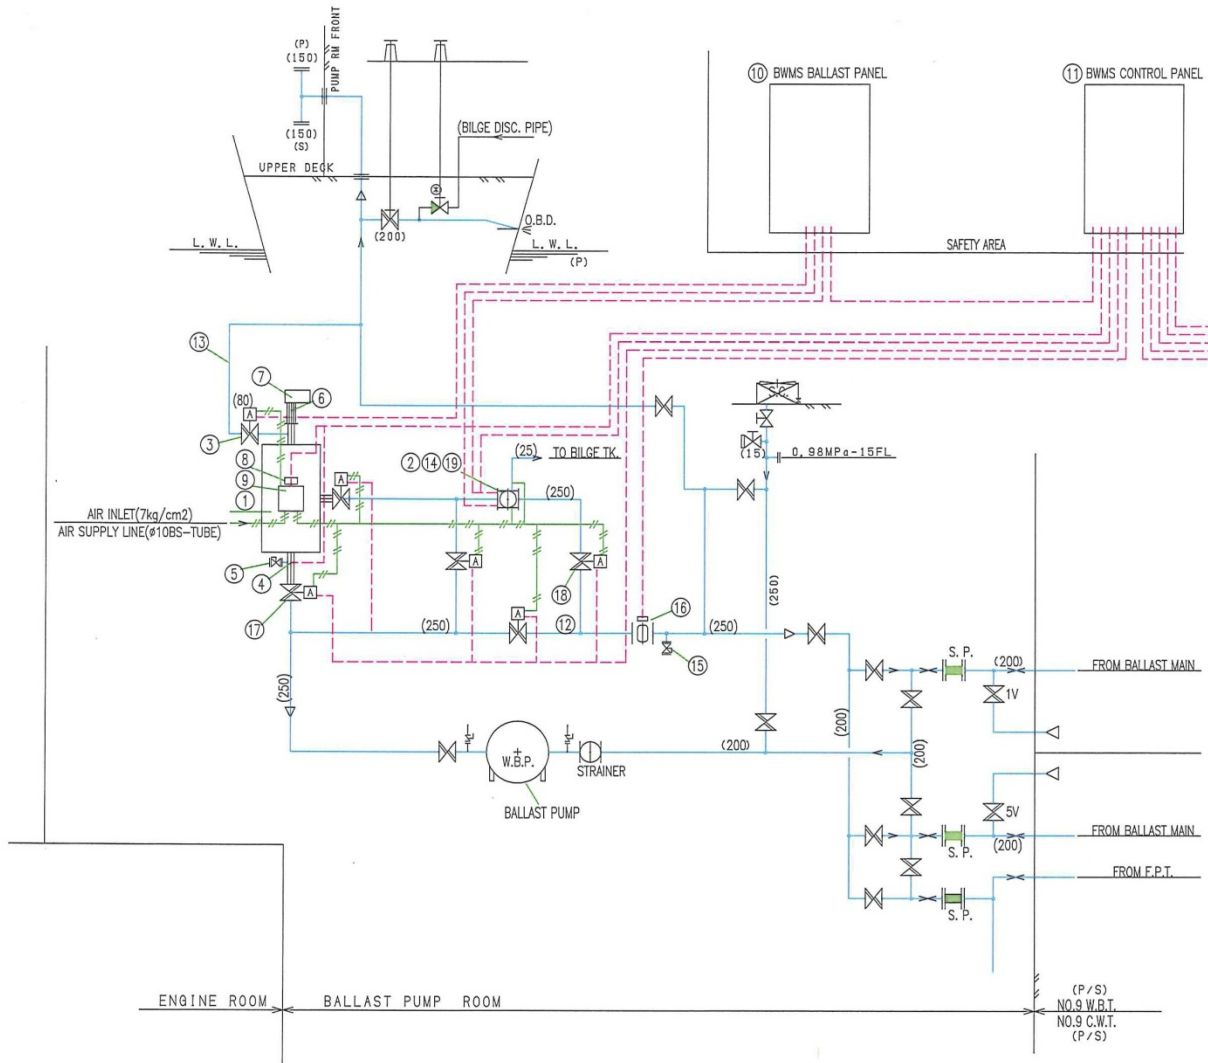 (P)
(150)
PUMP RM FRONT
(150)
(S)
(BILGE DISC. PIPE)
UPPER DECK
(200)
O.B.D.
L. W. L.
L. W. L.
(P)
⑩ BWMS BALLAST PANEL
⑪ BWMS CONTROL PANEL
SAFETY AREA
⑬
⑦
⑥
(80)
A
③
⑧
⑨
①
A
② ⑭ ⑲
(25)
TO BILGE TK.
(250)
S.C.
(15)
0.98MPa-15FL
AIR INLET(7kg/cm2)
AIR SUPPLY LINE(ø10BS-TUBE)
⑤
④
A
⑰
A
A
⑱
A
(250)
⑫
⑯
(250)
⑮
(250)
(250)
S. P.
(200)
FROM BALLAST MAIN
1V
(200)
(200)
W.B.P.
STRAINER
(200)
BALLAST PUMP
5V
FROM BALLAST MAIN
S. P.
(200)
FROM F.P.T.
S. P.
ENGINE ROOM
BALLAST PUMP ROOM
(P/S)
NO.9 W.B.T.
NO.9 C.W.T.
(P/S)